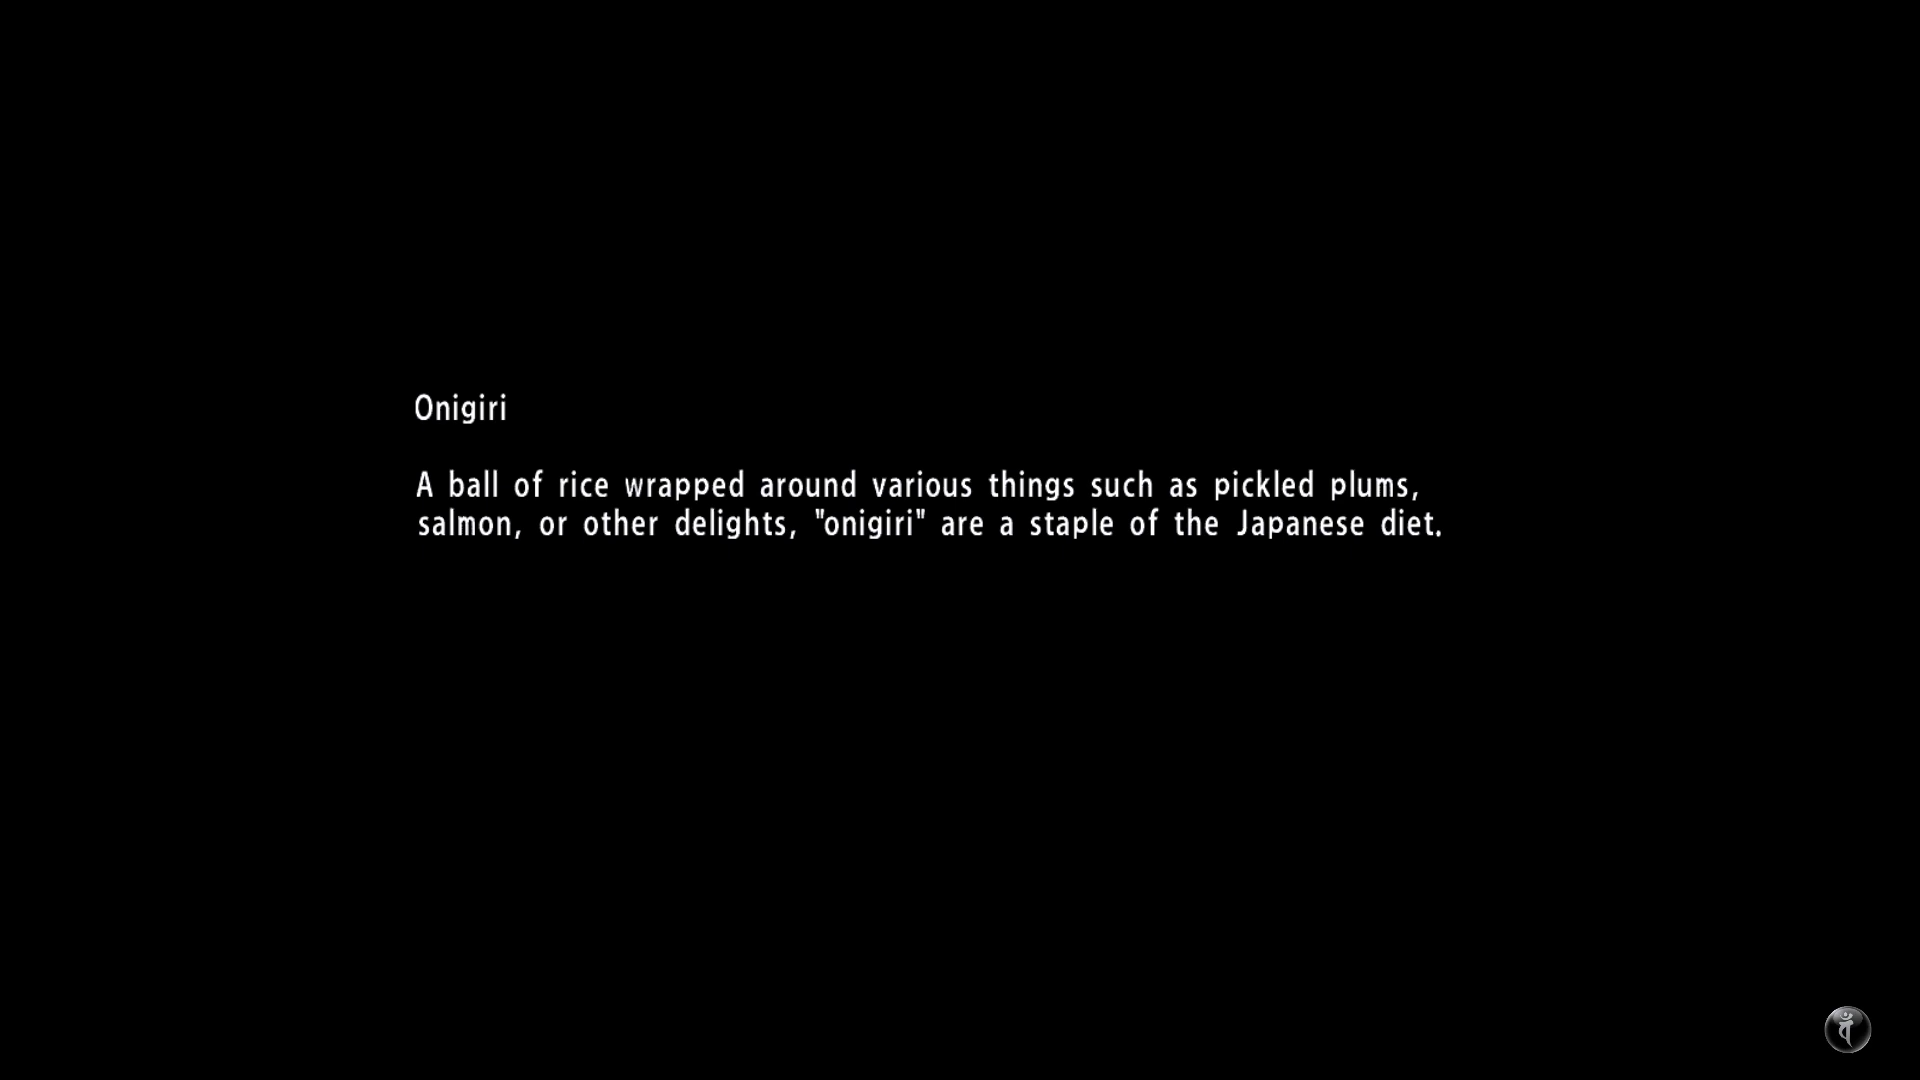 Onigiri
A ball of rice wrapped around various things such as pickled plums,
salmon, or other delights, "onigiri" are a staple of the Japanese diet.